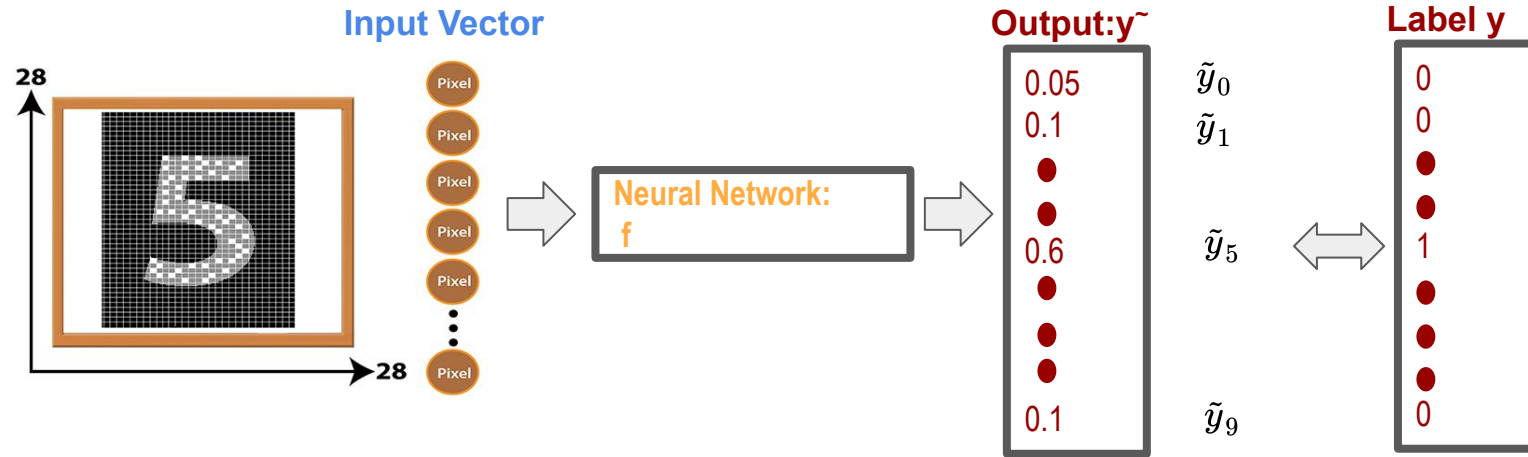 Input Vector
28
28
Pixel
Pixel
Pixel
Pixel
Pixel
Pixel
Neural Network:
f
Output:y~
0.05
0.1
0.6
0.1
ỹ₀
ỹ₁
ỹ₅
ỹ₉
Label y
0
0
1
0
5